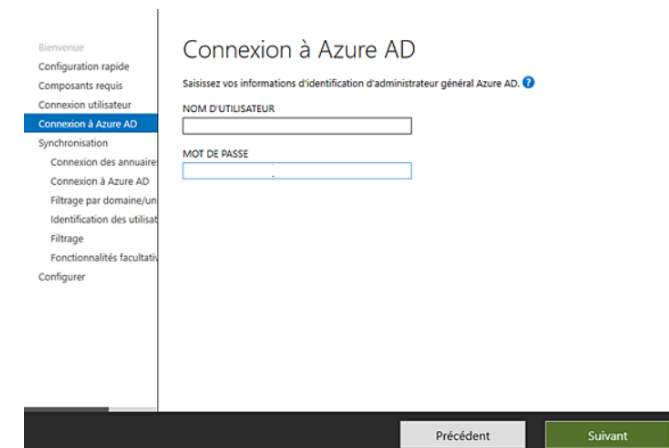 Bienvenue
Configuration rapide
Composants requis
Connexion utilisateur
Connexion à Azure AD
Synchronisation
Connexion des annuaire
Connexion à Azure AD
Filtrage par domaine/un
Identification des utilisat
Filtrage
Fonctionnalités facultativ
Configurer
Connexion à Azure AD
Saisissez vos informations d'identification d'administrateur général Azure AD. ?
NOM D'UTILISATEUR
MOT DE PASSE
Précédent
Suivant